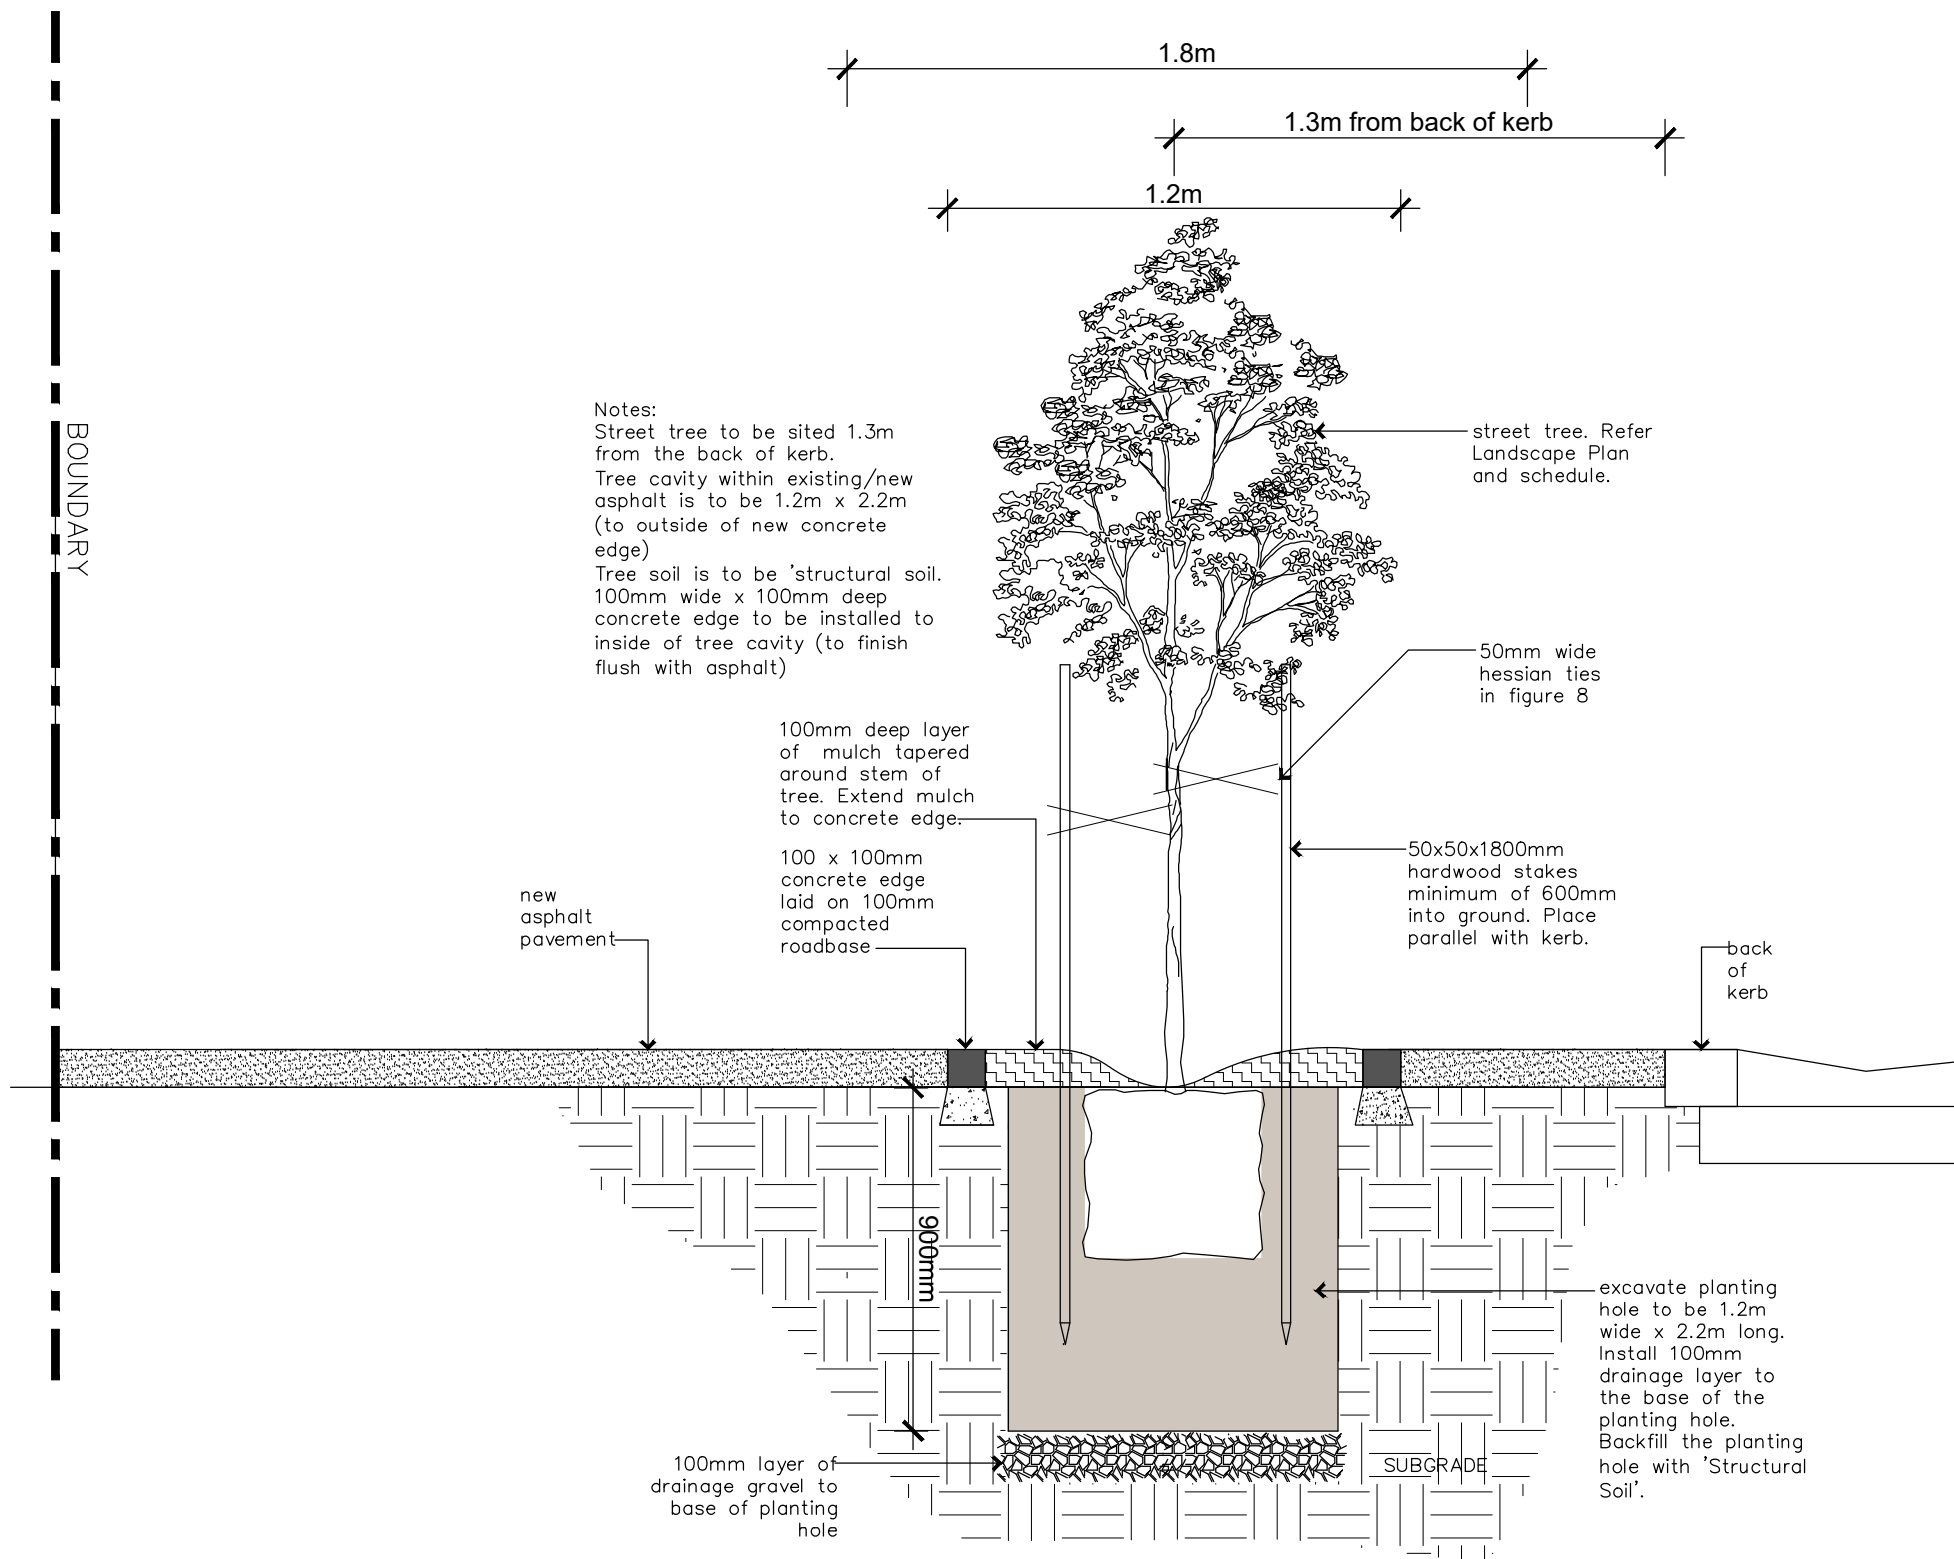 1.8m
1.3m from back of kerb
1.2m
BOUNDARY
Notes:
Street tree to be sited 1.3m
from the back of kerb.
Tree cavity within existing/new
asphalt is to be 1.2m x 2.2m
(to outside of new concrete
edge)
Tree soil is to be 'structural soil.
100mm wide x 100mm deep
concrete edge to be installed to
inside of tree cavity (to finish
flush with asphalt)
street tree. Refer
Landscape Plan
and schedule.
50mm wide
hessian ties
in figure 8
100mm deep layer
of mulch tapered
around stem of
tree. Extend mulch
to concrete edge.
100 x 100mm
concrete edge
laid on 100mm
compacted
roadbase
new
asphalt
pavement
50x50x1800mm
hardwood stakes
minimum of 600mm
into ground. Place
parallel with kerb.
back
of
kerb
900mm
excavate planting
hole to be 1.2m
wide x 2.2m long.
Install 100mm
drainage layer to
the base of the
planting hole.
Backfill the planting
hole with 'Structural
Soil'.
100mm layer of
drainage gravel to
base of planting
hole
SUBGRADE